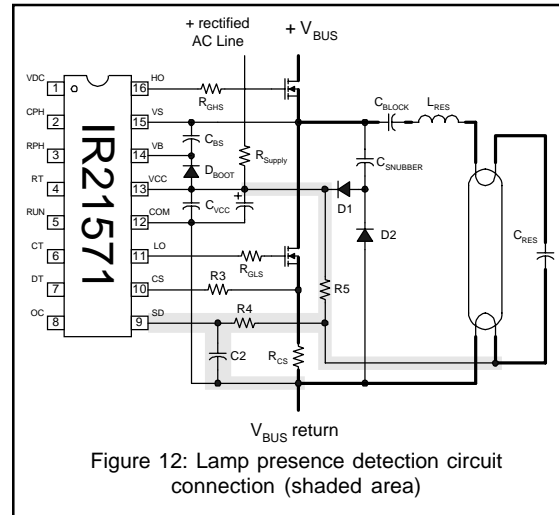 + rectified
AC Line
+ VBUS
VDC 1
16 HO
RGHS
CPH 2
15 VS
CBLOCK
LRES
RPH 3
14 VB
CBS
RSupply
CSNUBBER
DBOOT
RT 4
13 VCC
CVCC
+
D1
D2
CRES
RUN 5
12 COM
IR21571
CT 6
11 LO
RGLS
R5
DT 7
10 CS
R3
OC 8
9 SD
R4
C2
RCS
VBUS return
Figure 12: Lamp presence detection circuit
connection (shaded area)